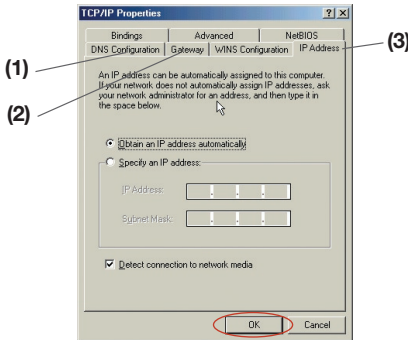 TCP/IP Properties
Bindings Advanced NetBIOS
DNS Configuration Gateway WINS Configuration IP Address
(3)
(1)
(2)
An IP address can be automatically assigned to this computer.
If your network does not automatically assign IP addresses, ask
your network administrator for an address, and then type it in
the space below.
Obtain an IP address automatically
Specify an IP address:
IP Address:
Subnet Mask:
Detect connection to network media
OK Cancel